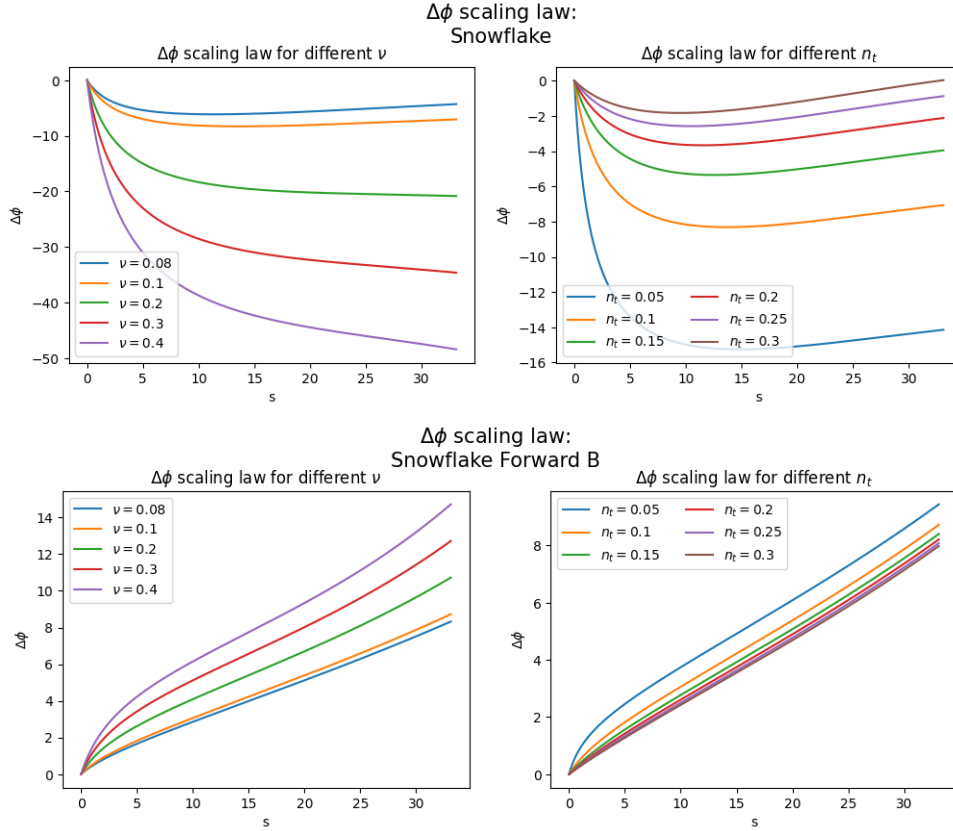 Δϕ scaling law:
Snowflake
Δϕ scaling law for different ν
0
−10
−20
−30
−40
−50
Δϕ
ν = 0.08
ν = 0.1
ν = 0.2
ν = 0.3
ν = 0.4
0 5 10 15 20 25 30
s
Δϕ scaling law for different n_t
0
−2
−4
−6
−8
−10
−12
−14
−16
Δϕ
n_t = 0.05 n_t = 0.2
n_t = 0.1 n_t = 0.25
n_t = 0.15 n_t = 0.3
0 5 10 15 20 25 30
s
Δϕ scaling law:
Snowflake Forward B
Δϕ scaling law for different ν
14
12
10
8
6
4
2
0
Δϕ
ν = 0.08
ν = 0.1
ν = 0.2
ν = 0.3
ν = 0.4
0 5 10 15 20 25 30
s
Δϕ scaling law for different n_t
8
6
4
2
0
Δϕ
n_t = 0.05 n_t = 0.2
n_t = 0.1 n_t = 0.25
n_t = 0.15 n_t = 0.3
0 5 10 15 20 25 30
s